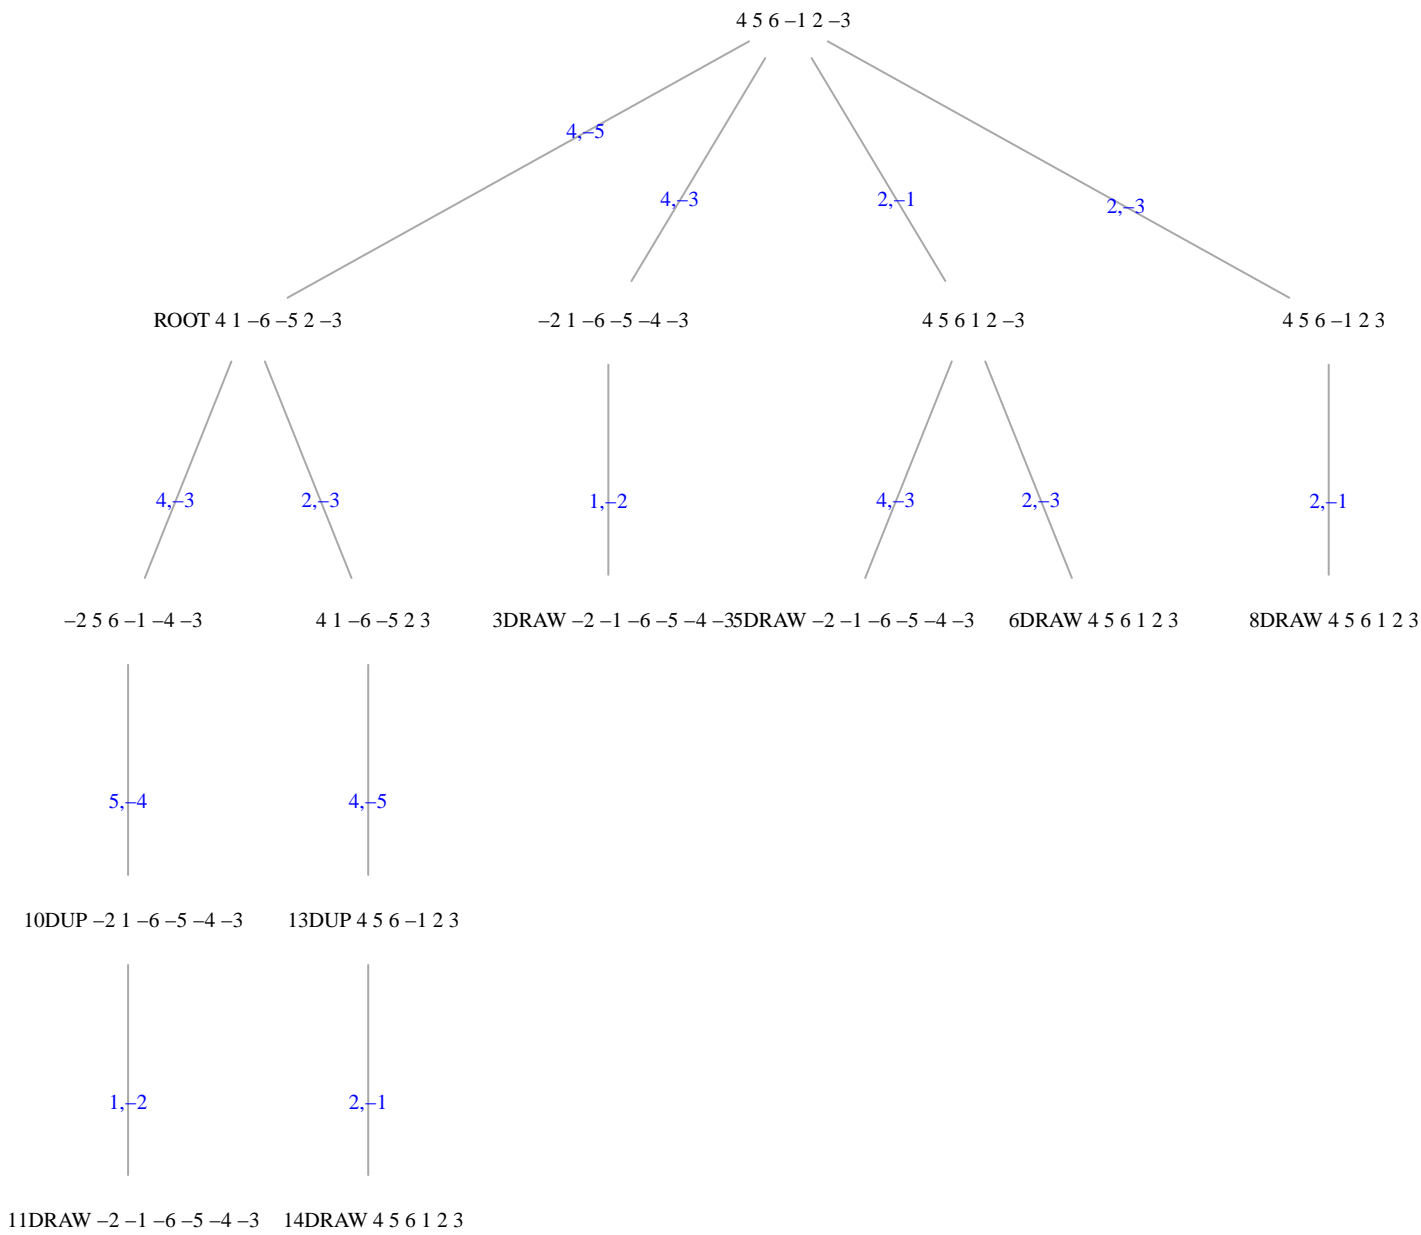 4 5 6 –1 2 –3
4,–5
4,–3
2,–1
2,–3
ROOT 4 1 –6 –5 2 –3
–2 1 –6 –5 –4 –3
4 5 6 1 2 –3
4 5 6 –1 2 3
4,–3
2,–3
1,–2
4,–3
2,–3
2,–1
–2 5 6 –1 –4 –3
4 1 –6 –5 2 3
3DRAW –2 –1 –6 –5 –4 –3
5DRAW –2 –1 –6 –5 –4 –3
6DRAW 4 5 6 1 2 3
8DRAW 4 5 6 1 2 3
5,–4
4,–5
10DUP –2 1 –6 –5 –4 –3
13DUP 4 5 6 –1 2 3
1,–2
2,–1
11DRAW –2 –1 –6 –5 –4 –3
14DRAW 4 5 6 1 2 3